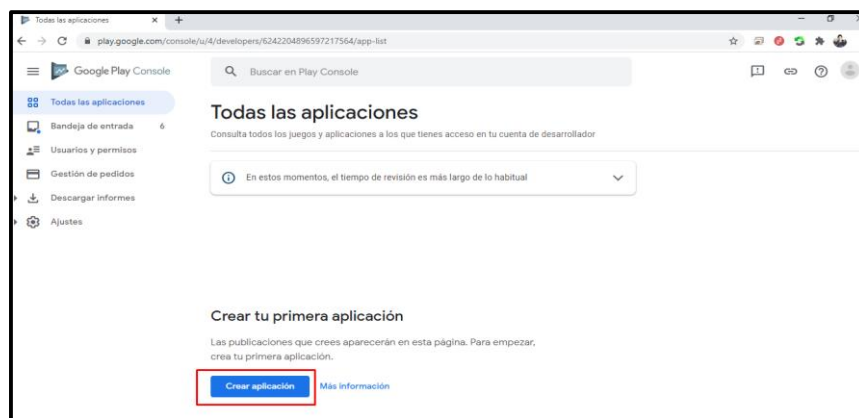 Todas las aplicaciones
play.google.com/console/u/4/developers/6242204896597217564/app-list
Google Play Console
Buscar en Play Console
Todas las aplicaciones
Bandeja de entrada 6
Usuarios y permisos
Gestión de pedidos
Descargar informes
Ajustes
Todas las aplicaciones
Consulta todos los juegos y aplicaciones a los que tienes acceso en tu cuenta de desarrollador
En estos momentos, el tiempo de revisión es más largo de lo habitual
Crear tu primera aplicación
Las publicaciones que crees aparecerán en esta página. Para empezar,
crea tu primera aplicación.
Crear aplicación Más información